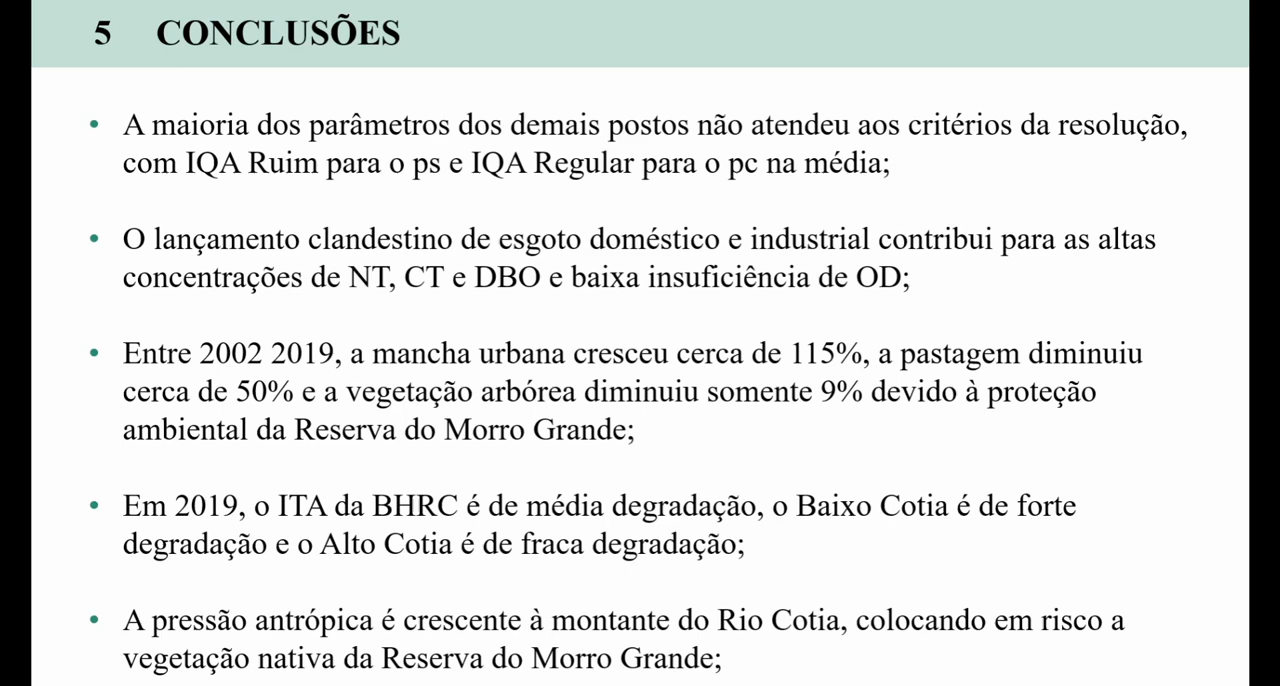 5 CONCLUSÕES
• A maioria dos parâmetros dos demais postos não atendeu aos critérios da resolução,
com IQA Ruim para o ps e IQA Regular para o pc na média;
• O lançamento clandestino de esgoto doméstico e industrial contribui para as altas
concentrações de NT, CT e DBO e baixa insuficiência de OD;
• Entre 2002 2019, a mancha urbana cresceu cerca de 115%, a pastagem diminuiu
cerca de 50% e a vegetação arbórea diminuiu somente 9% devido à proteção
ambiental da Reserva do Morro Grande;
• Em 2019, o ITA da BHRC é de média degradação, o Baixo Cotia é de forte
degradação e o Alto Cotia é de fraca degradação;
• A pressão antrópica é crescente à montante do Rio Cotia, colocando em risco a
vegetação nativa da Reserva do Morro Grande;